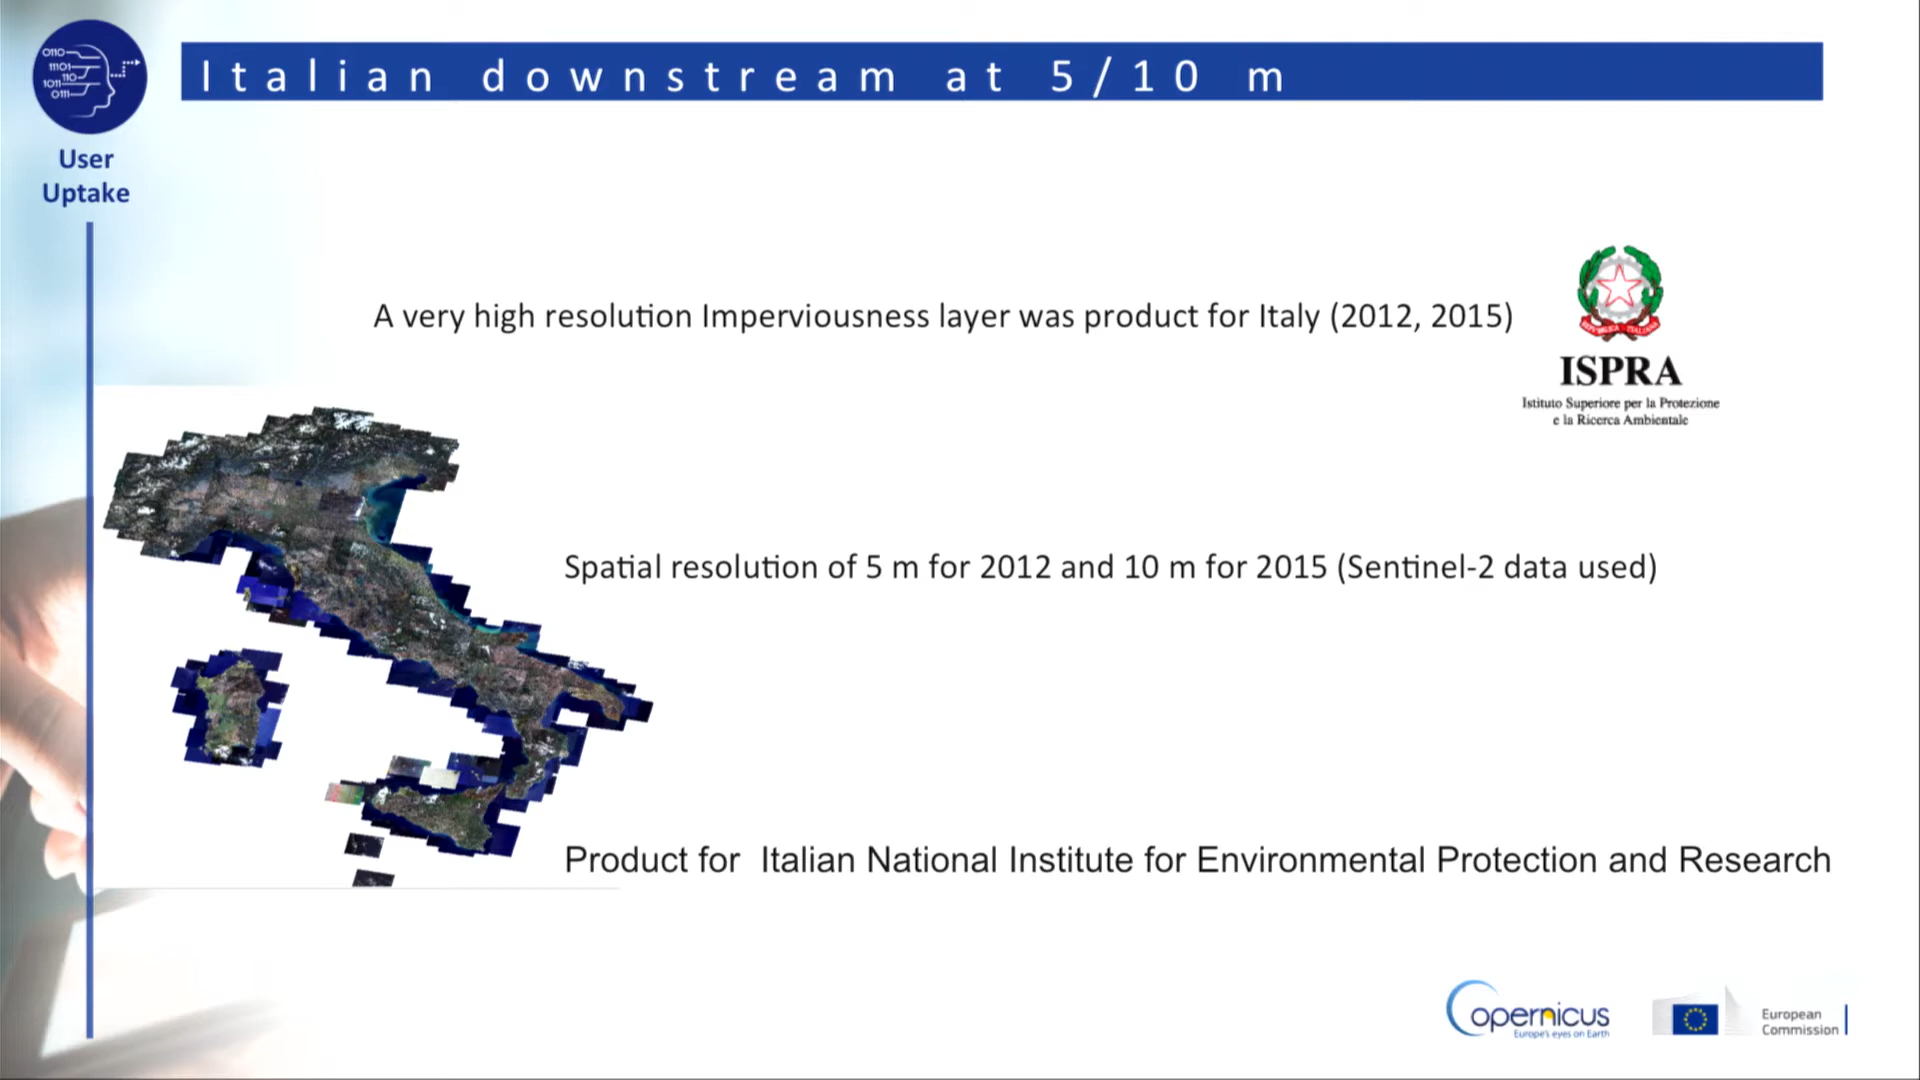 Italian downstream at 5/10 m
0110
1101
110
1011
0111
User
Uptake
A very high resolution Imperviousness layer was product for Italy (2012, 2015)
REPVBBLICA ITALIANA
ISPRA
Istituto Superiore per la Protezione
e la Ricerca Ambientale
Spatial resolution of 5 m for 2012 and 10 m for 2015 (Sentinel-2 data used)
Product for  Italian National Institute for Environmental Protection and Research
Copernicus
Europe's eyes on Earth
European
Commission